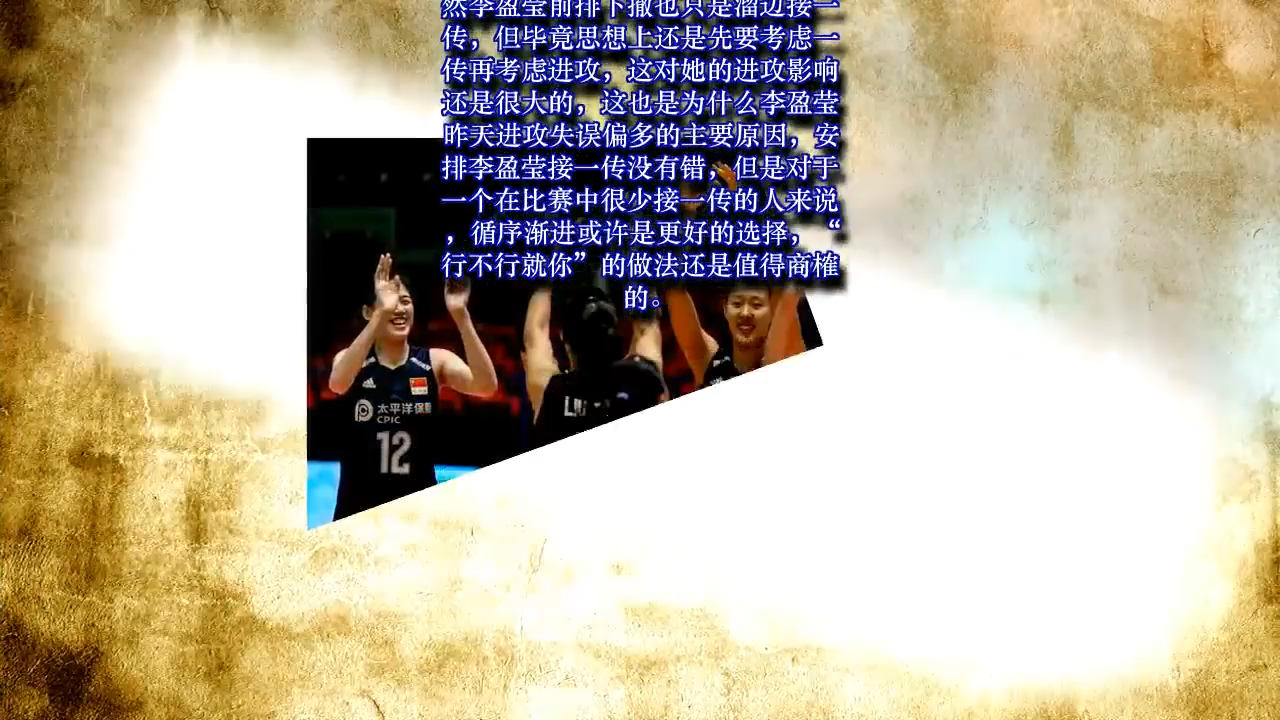 然李盈莹前排下撤也只是溜边接一
传，但毕竟思想上还是先要考虑一
传再考虑进攻，这对她的进攻影响
还是很大的，这也是为什么李盈莹
昨天进攻失误偏多的主要原因，安
排李盈莹接一传没有错，但是对于
一个在比赛中很少接一传的人来说
，循序渐进或许是更好的选择，“
行不行就你”的做法还是值得商榷
的。
太平洋保险
CPIC
12